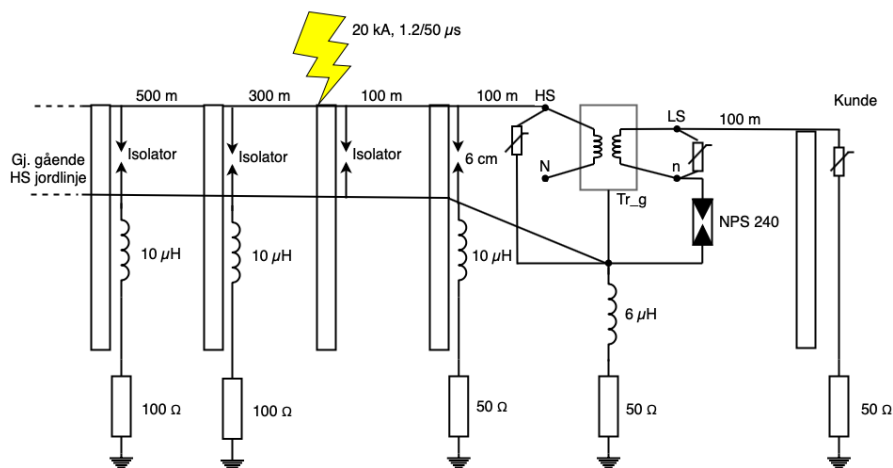 20 kA, 1.2/50 µs
500 m
300 m
100 m
100 m
HS
LS
100 m
Kunde
Isolator
Isolator
Isolator
6 cm
N
n
Gj. gående
HS jordlinje
Tr_g
NPS 240
10 µH
10 µH
10 µH
6 µH
100 Ω
100 Ω
50 Ω
50 Ω
50 Ω